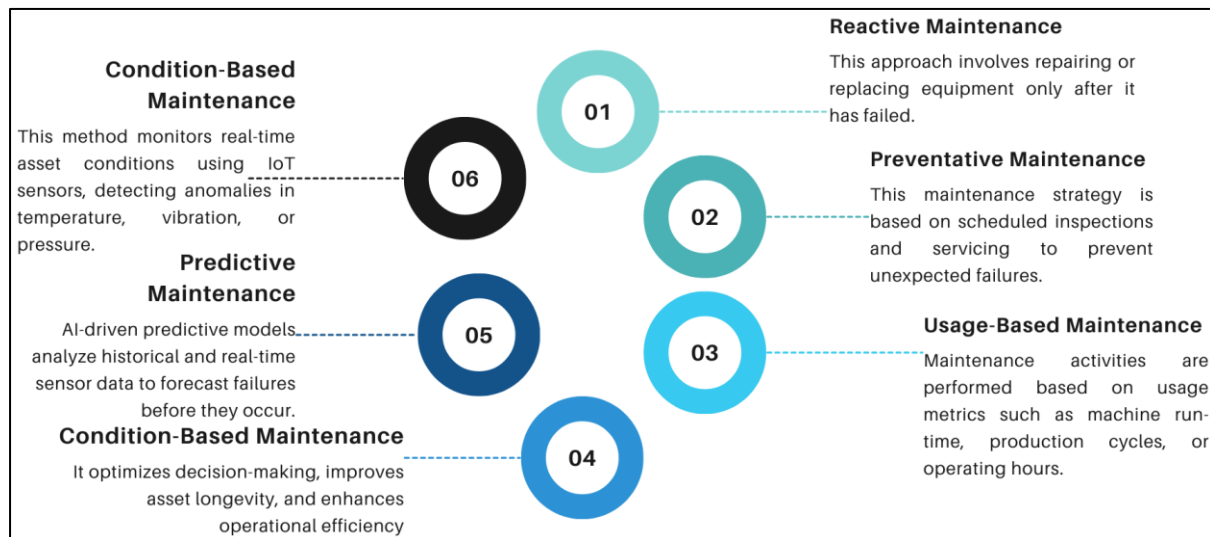 01
Reactive Maintenance
This approach involves repairing or
replacing equipment only after it
has failed.
02
Preventative Maintenance
This maintenance strategy is
based on scheduled inspections
and servicing to prevent
unexpected failures.
03
Usage-Based Maintenance
Maintenance activities are
performed based on usage
metrics such as machine run-
time, production cycles, or
operating hours.
04
Condition-Based Maintenance
It optimizes decision-making, improves
asset longevity, and enhances
operational efficiency
05
Predictive
Maintenance
AI-driven predictive models
analyze historical and real-time
sensor data to forecast failures
before they occur.
06
Condition-Based
Maintenance
This method monitors real-time
asset conditions using IoT
sensors, detecting anomalies in
temperature, vibration, or
pressure.